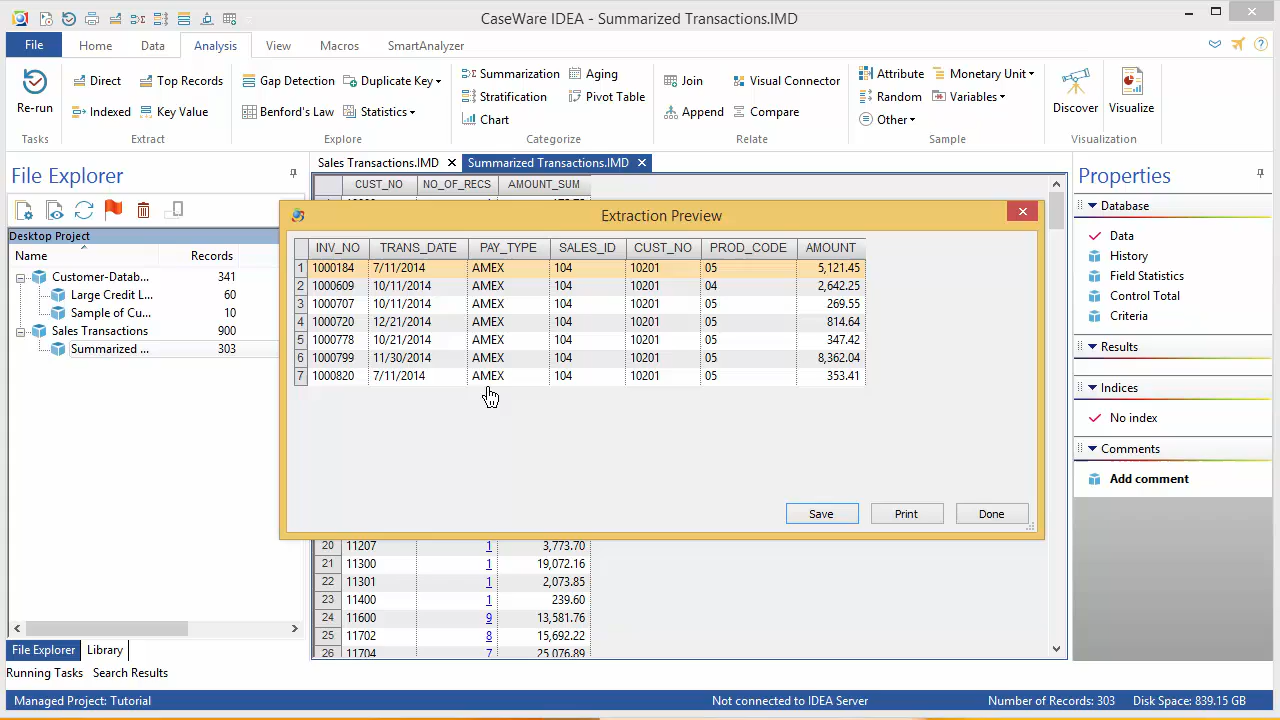 CaseWare IDEA - Summarized Transactions.IMD
File Home Data Analysis View Macros SmartAnalyzer
Re-run
Tasks
Direct Top Records
Indexed Key Value
Extract
Gap Detection Duplicate Key
Benford's Law Statistics
Explore
Summarization Aging
Stratification Pivot Table
Chart
Categorize
Join Visual Connector
Append Compare
Relate
Attribute Monetary Unit
Random Variables
Other
Sample
Discover Visualize
Visualization
File Explorer
Desktop Project
Name Records
Customer-Datab... 341
Large Credit L... 60
Sample of Cu... 10
Sales Transactions 900
Summarized ... 303
File Explorer Library
Running Tasks Search Results
Sales Transactions.IMD Summarized Transactions.IMD
CUST_NO NO_OF_RECS AMOUNT_SUM
Extraction Preview
INV_NO TRANS_DATE PAY_TYPE SALES_ID CUST_NO PROD_CODE AMOUNT
1 1000184 7/11/2014 AMEX 104 10201 05 5,121.45
2 1000609 10/11/2014 AMEX 104 10201 04 2,642.25
3 1000707 10/11/2014 AMEX 104 10201 05 269.55
4 1000720 12/21/2014 AMEX 104 10201 05 814.64
5 1000778 10/21/2014 AMEX 104 10201 05 347.42
6 1000799 11/30/2014 AMEX 104 10201 05 8,362.04
7 1000820 7/11/2014 AMEX 104 10201 05 353.41
Save Print Done
20 11207 1 3,773.70
21 11300 1 19,072.16
22 11301 1 2,073.85
23 11400 1 239.60
24 11600 9 13,581.76
25 11702 8 15,692.22
26 11704 7 25,076.89
Properties
Database
Data
History
Field Statistics
Control Total
Criteria
Results
Indices
No index
Comments
Add comment
Managed Project: Tutorial Not connected to IDEA Server Number of Records: 303 Disk Space: 839.15 GB